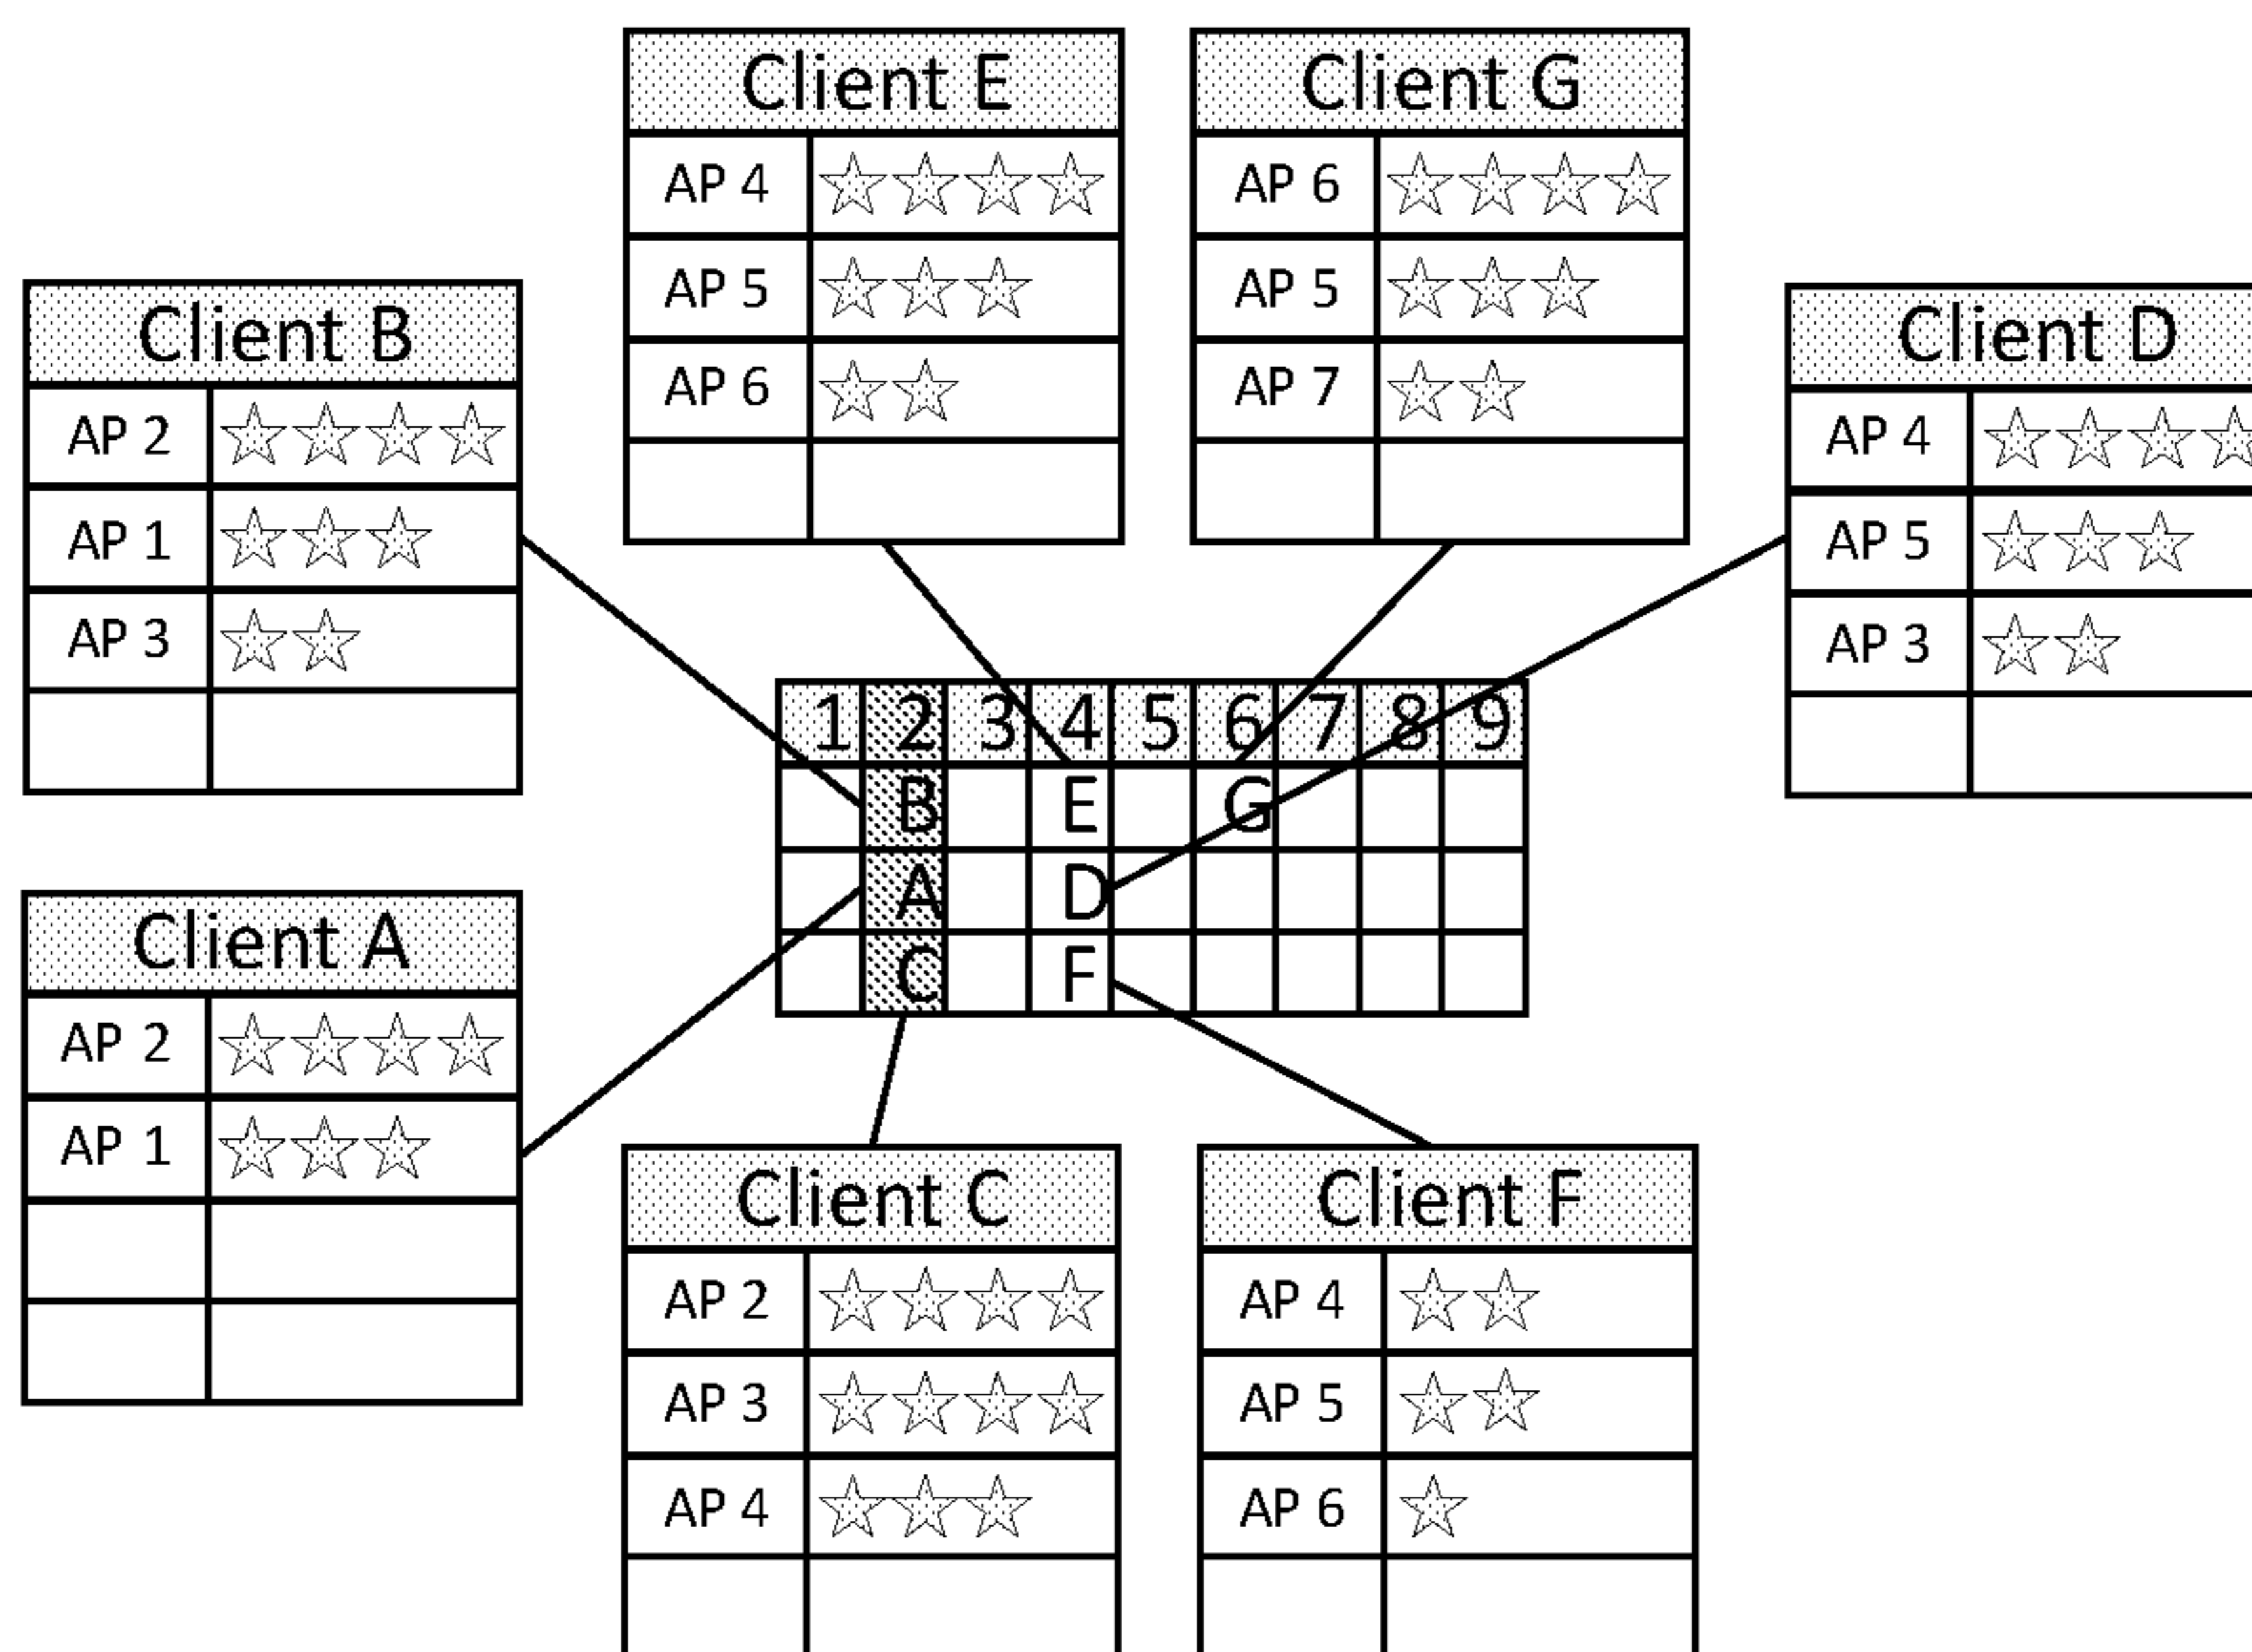 Client E
AP 4
AP 5
AP 6
Client G
AP 6
AP 5
AP 7
Client B
AP 2
AP 1
AP 3
Client D
AP 4
AP 5
AP 3
1 2 3 4 5 6 7 8 9
B E G
A D
C F
Client A
AP 2
AP 1
Client C
AP 2
AP 3
AP 4
Client F
AP 4
AP 5
AP 6